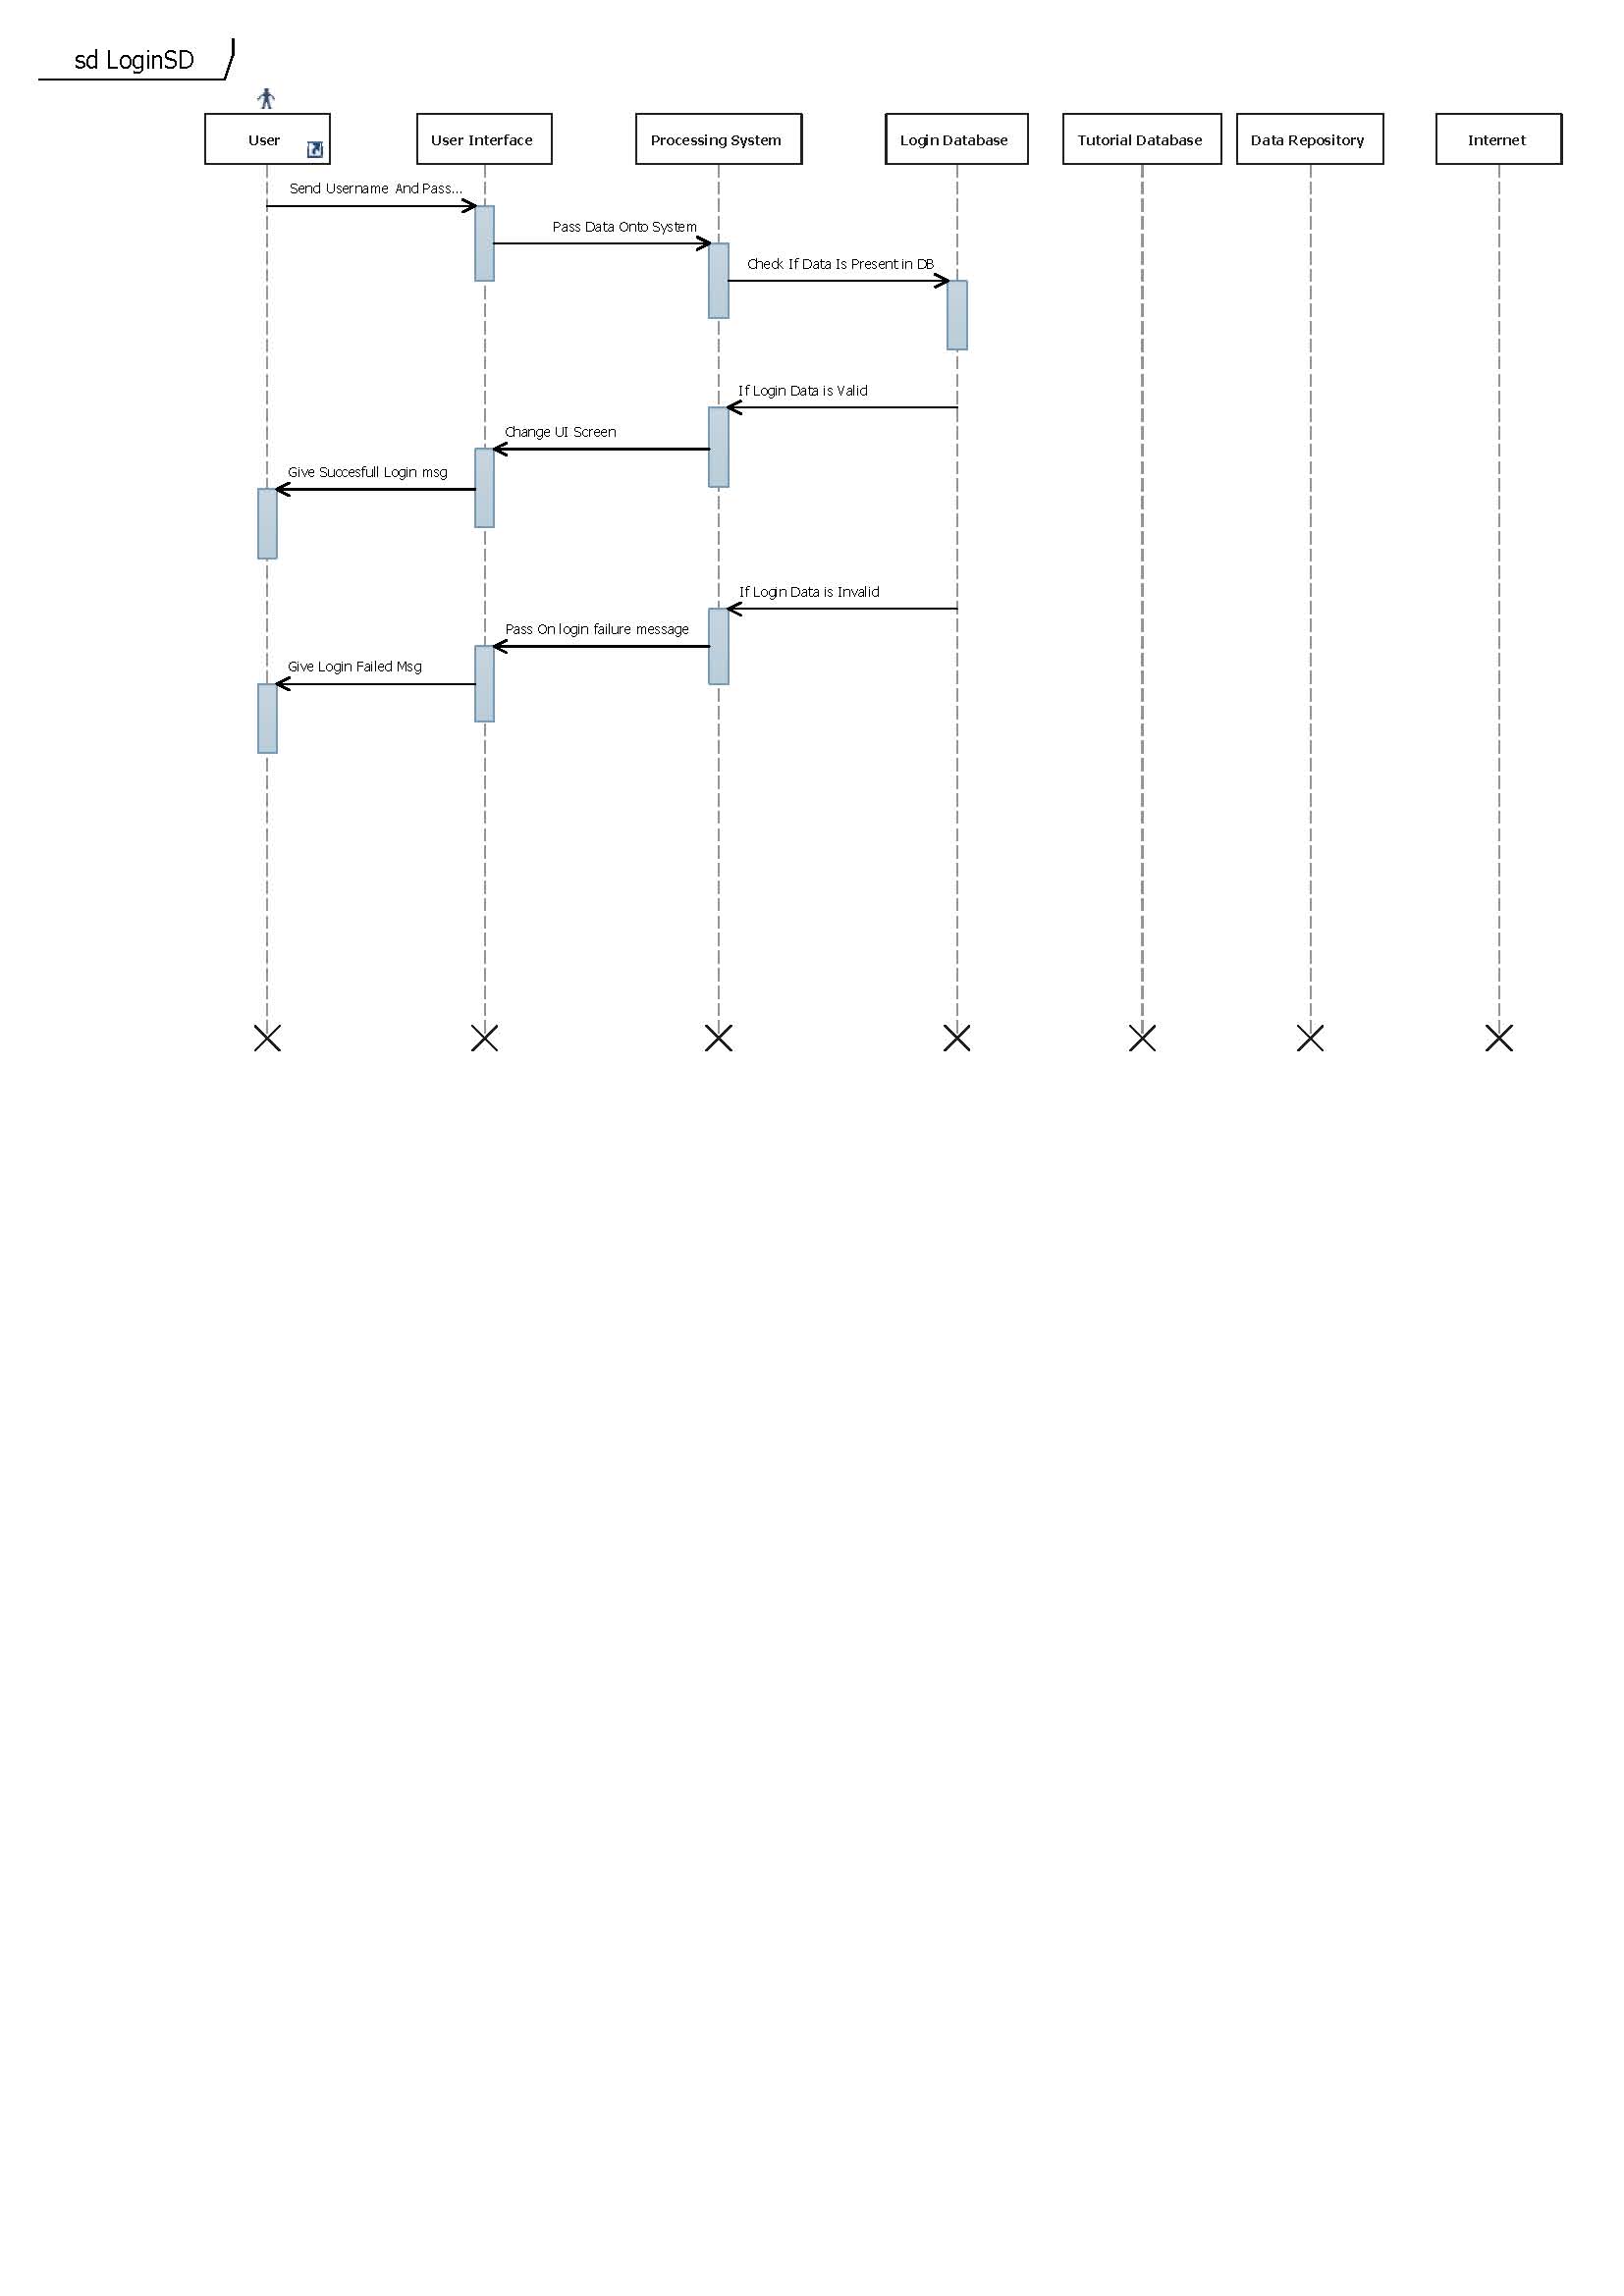 sd LoginSD
User
User Interface
Processing System
Login Database
Tutorial Database
Data Repository
Internet
Send Username And Pass...
Pass Data Onto System
Check If Data Is Present in DB
If Login Data is Valid
Change UI Screen
Give Succesfull Login msg
If Login Data is Invalid
Pass On login failure message
Give Login Failed Msg